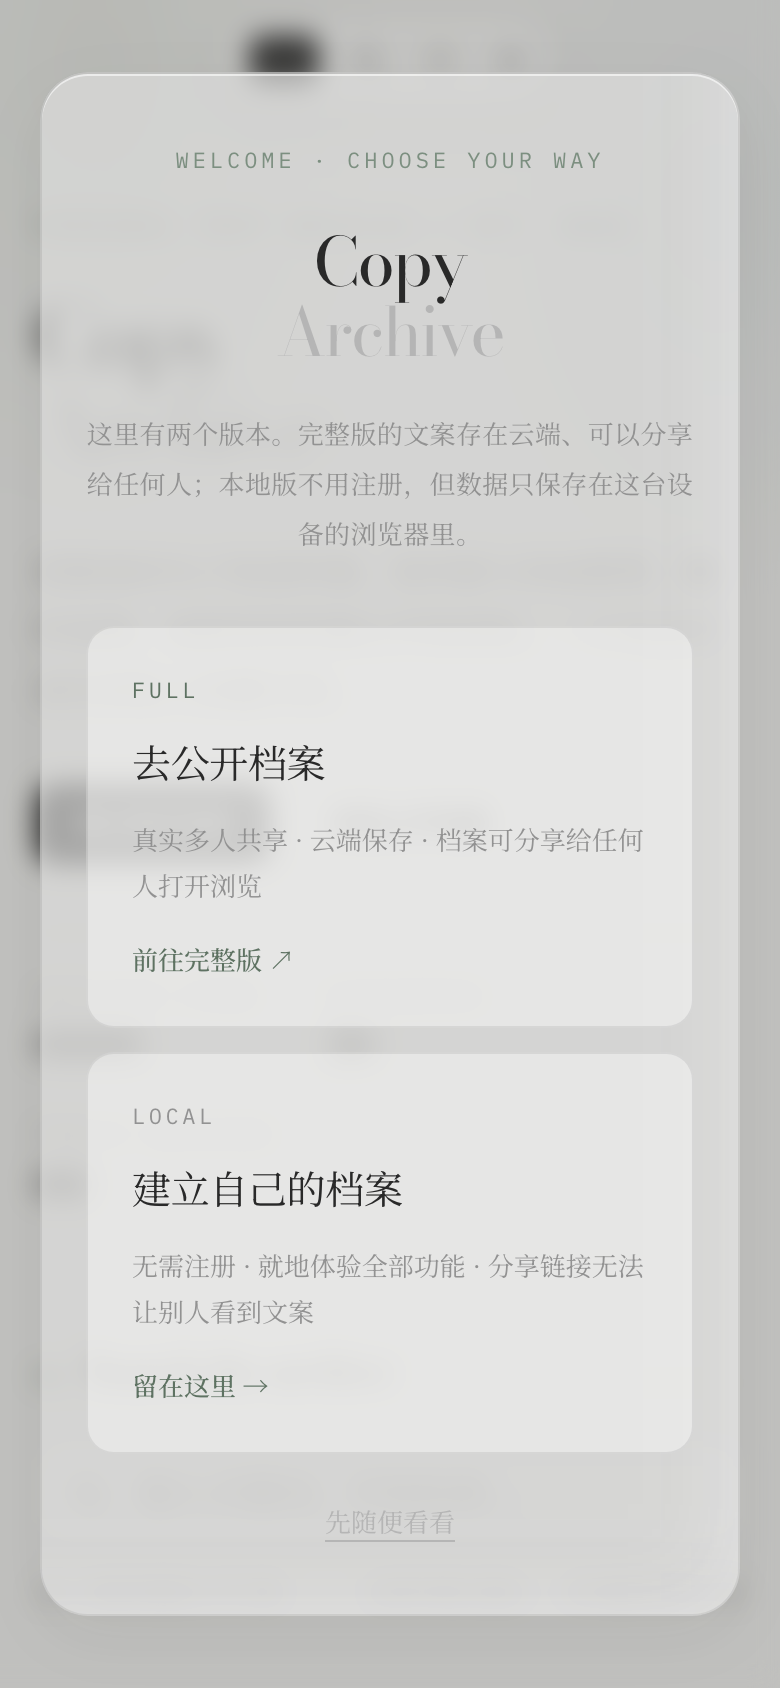 WELCOME · CHOOSE YOUR WAY
Copy
Archive
这里有两个版本。完整版的文案存在云端、可以分享
给任何人；本地版不用注册，但数据只保存在这台设
备的浏览器里。
FULL
去公开档案
真实多人共享 · 云端保存 · 档案可分享给任何
人打开浏览
前往完整版 ↗
LOCAL
建立自己的档案
无需注册 · 就地体验全部功能 · 分享链接无法
让别人看到文案
留在这里 →
先随便看看